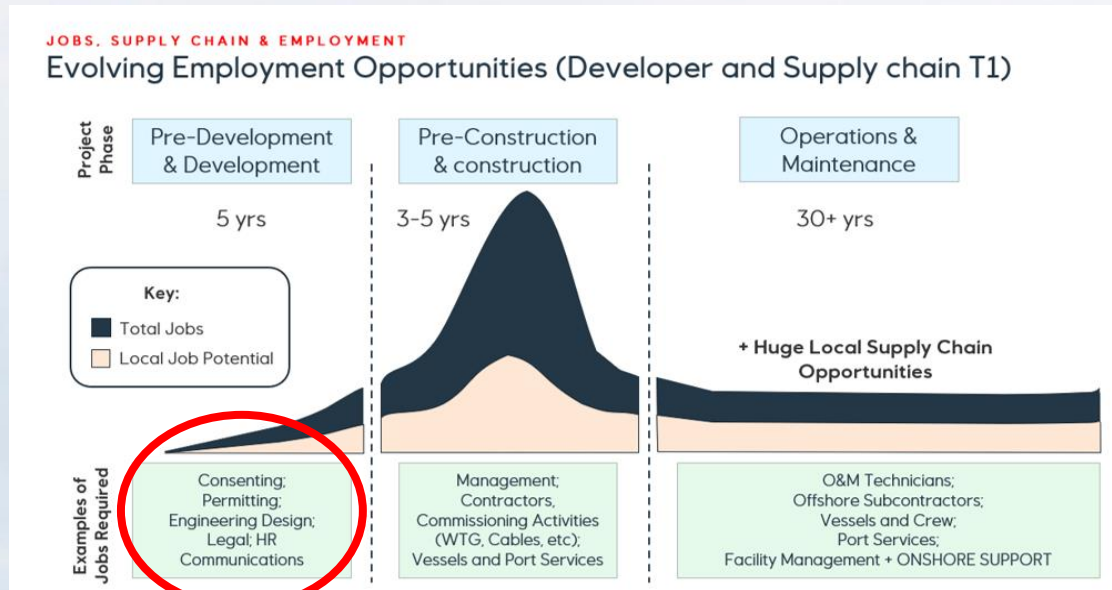 JOBS, SUPPLY CHAIN & EMPLOYMENT
Evolving Employment Opportunities (Developer and Supply chain T1)
Project
Phase
Pre-Development
& Development
Pre-Construction
& construction
Operations &
Maintenance
5 yrs
3-5 yrs
30+ yrs
Key:
Total Jobs
Local Job Potential
+ Huge Local Supply Chain
Opportunities
Examples of
Jobs Required
Consenting;
Permitting;
Engineering Design;
Legal; HR
Communications
Management;
Contractors,
Commissioning Activities
(WTG, Cables, etc);
Vessels and Port Services
O&M Technicians;
Offshore Subcontractors;
Vessels and Crew;
Port Services;
Facility Management + ONSHORE SUPPORT